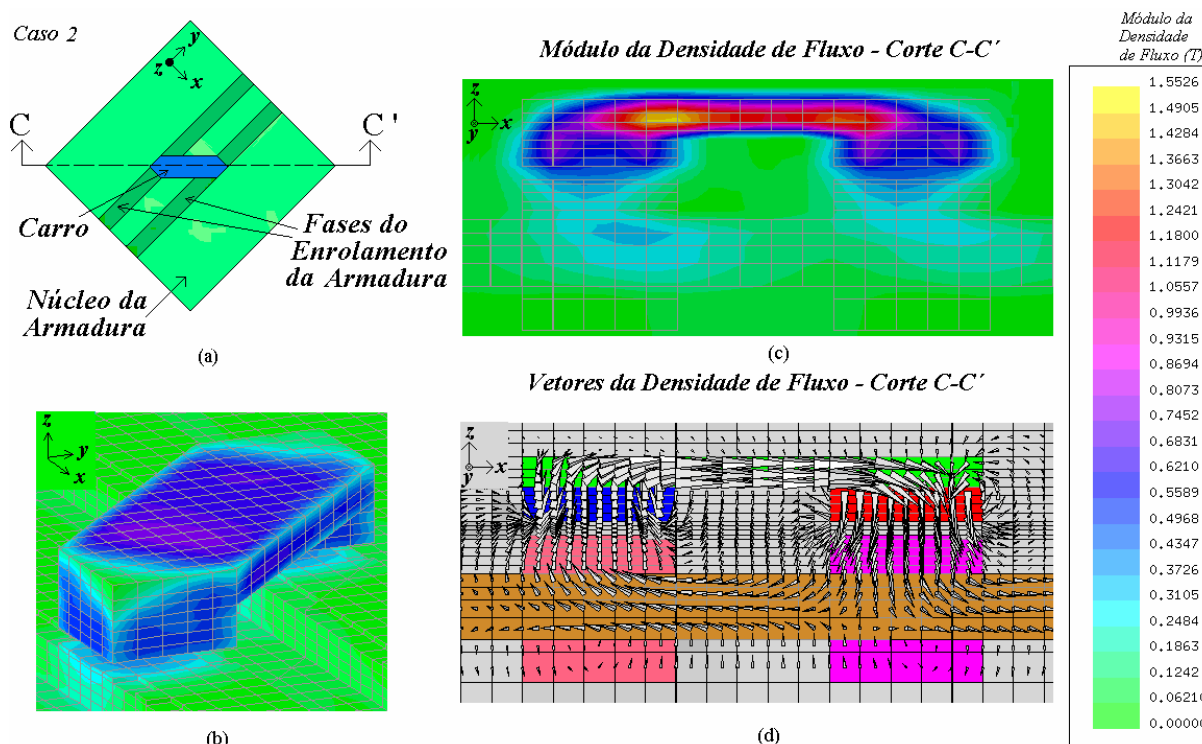 Caso 2
y
z
x
C
C'
Carro
Fases do
Enrolamento
da Armadura
Núcleo da
Armadura
(a)
Módulo da Densidade de Fluxo - Corte C-C´
z
y
x
(c)
z
y
x
(b)
Vetores da Densidade de Fluxo - Corte C-C´
z
y
x
(d)
Módulo da
Densidade
de Fluxo (T)
1.5526
1.4905
1.4284
1.3663
1.3042
1.2421
1.1800
1.1179
1.0557
0.9936
0.9315
0.8694
0.8073
0.7452
0.6831
0.6210
0.5589
0.4968
0.4347
0.3726
0.3105
0.2484
0.1863
0.1242
0.06210
0.00000